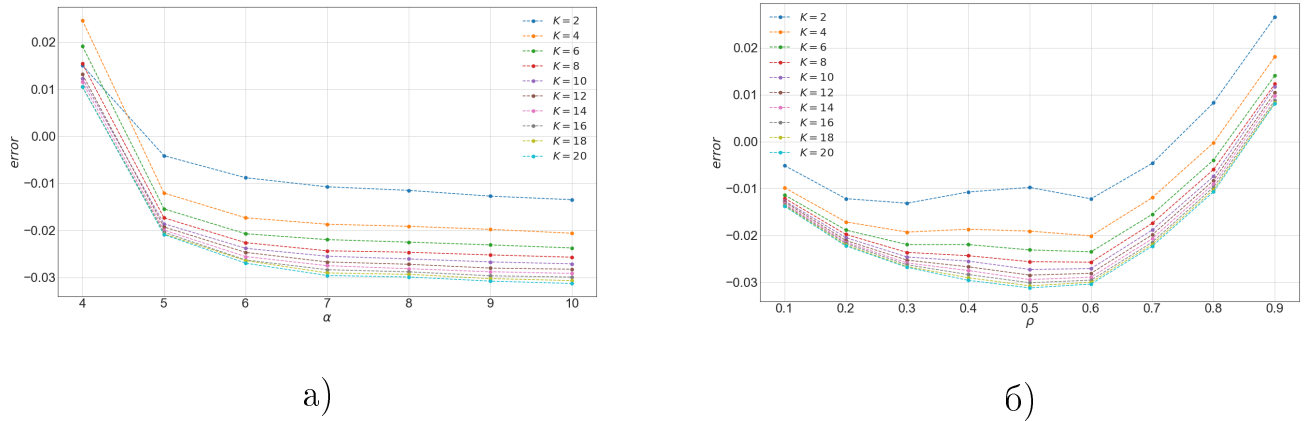 K = 2
K = 4
K = 6
K = 8
K = 10
K = 12
K = 14
K = 16
K = 18
K = 20
0.02
0.01
0.00
−0.01
−0.02
−0.03
error
4 5 6 7 8 9 10
α
а)
K = 2
K = 4
K = 6
K = 8
K = 10
K = 12
K = 14
K = 16
K = 18
K = 20
0.02
0.01
0.00
−0.01
−0.02
−0.03
error
0.1 0.2 0.3 0.4 0.5 0.6 0.7 0.8 0.9
ρ
б)